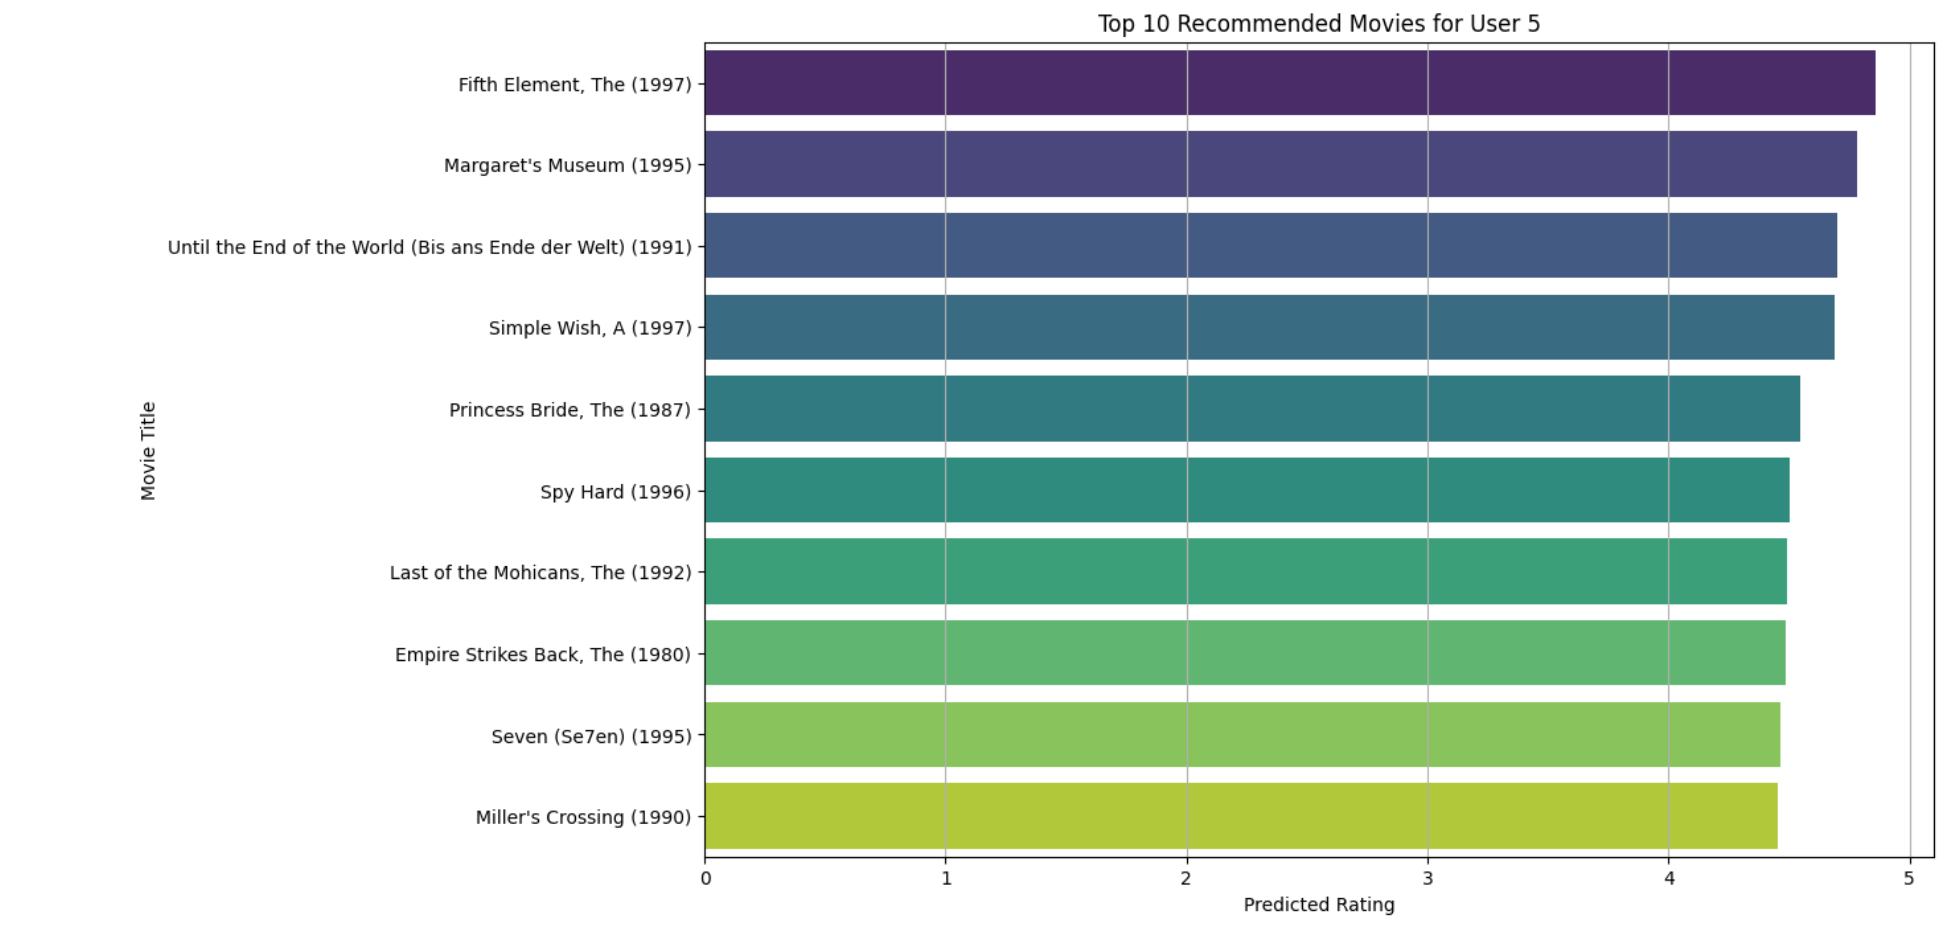 Top 10 Recommended Movies for User 5
Fifth Element, The (1997)
Margaret's Museum (1995)
Until the End of the World (Bis ans Ende der Welt) (1991)
Simple Wish, A (1997)
Princess Bride, The (1987)
Spy Hard (1996)
Last of the Mohicans, The (1992)
Empire Strikes Back, The (1980)
Seven (Se7en) (1995)
Miller's Crossing (1990)
Movie Title
0 1 2 3 4 5
Predicted Rating